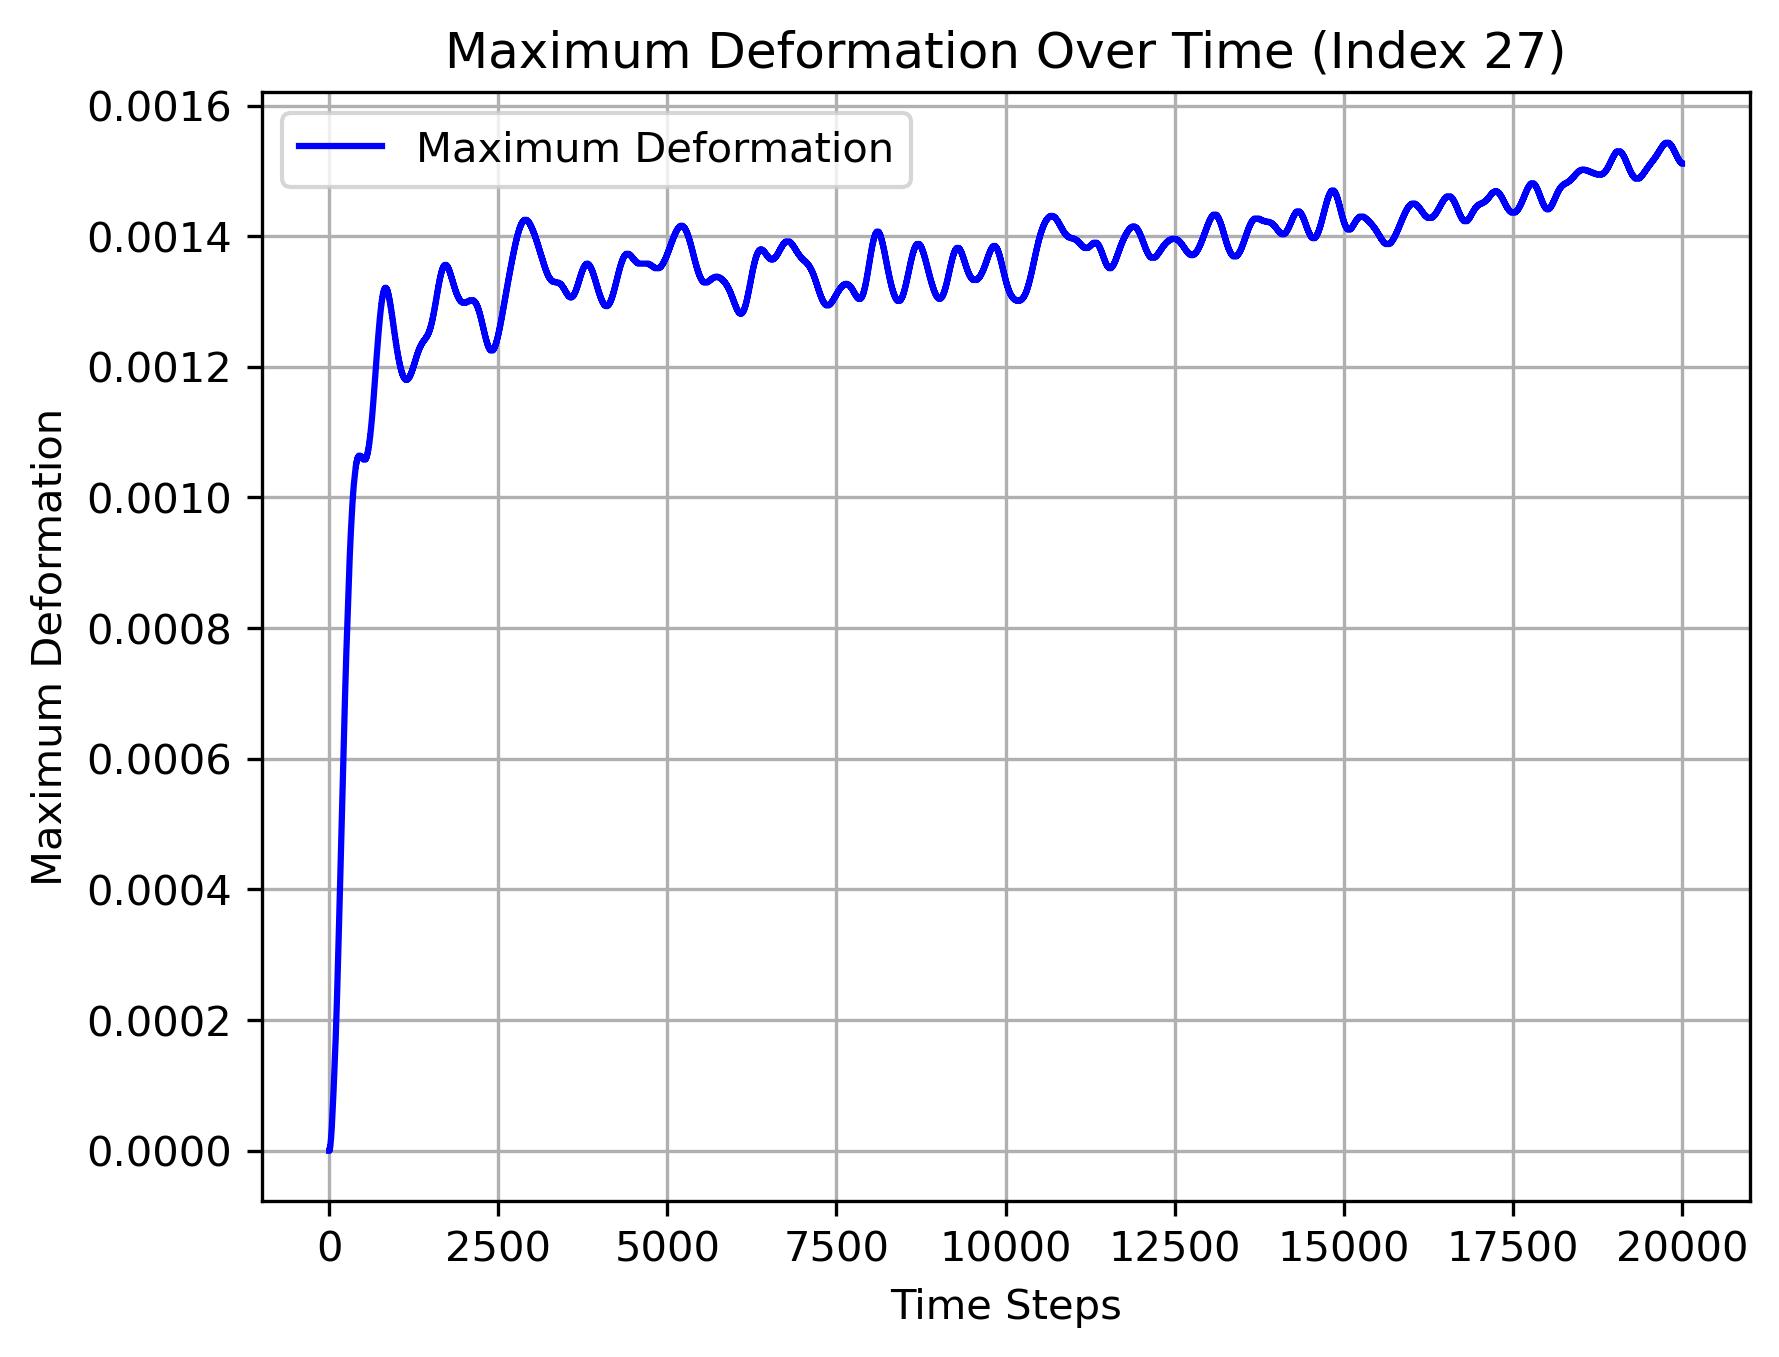 Maximum Deformation Over Time (Index 27)
Maximum Deformation
Maximum Deformation
0.0016
0.0014
0.0012
0.0010
0.0008
0.0006
0.0004
0.0002
0.0000
0 2500 5000 7500 10000 12500 15000 17500 20000
Time Steps